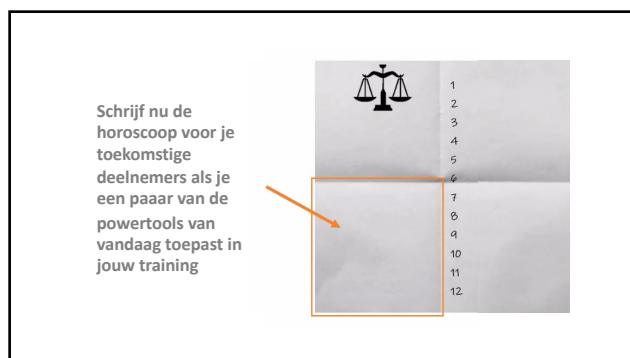 Schrijf nu de
horoscoop voor je
toekomstige
deelnemers als je
een paaar van de
powertools van
vandaag toepast in
jouw training
1
2
3
4
5
6
7
8
9
10
11
12